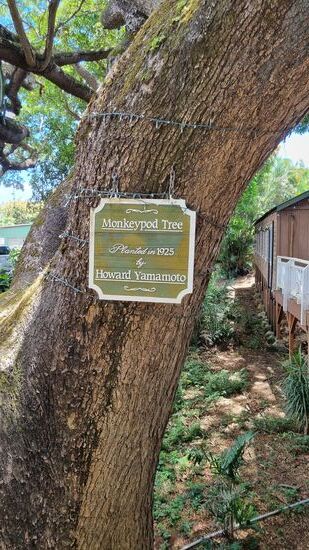 Monkeypod Tree
Planted in 1925
by
Howard Yamamoto